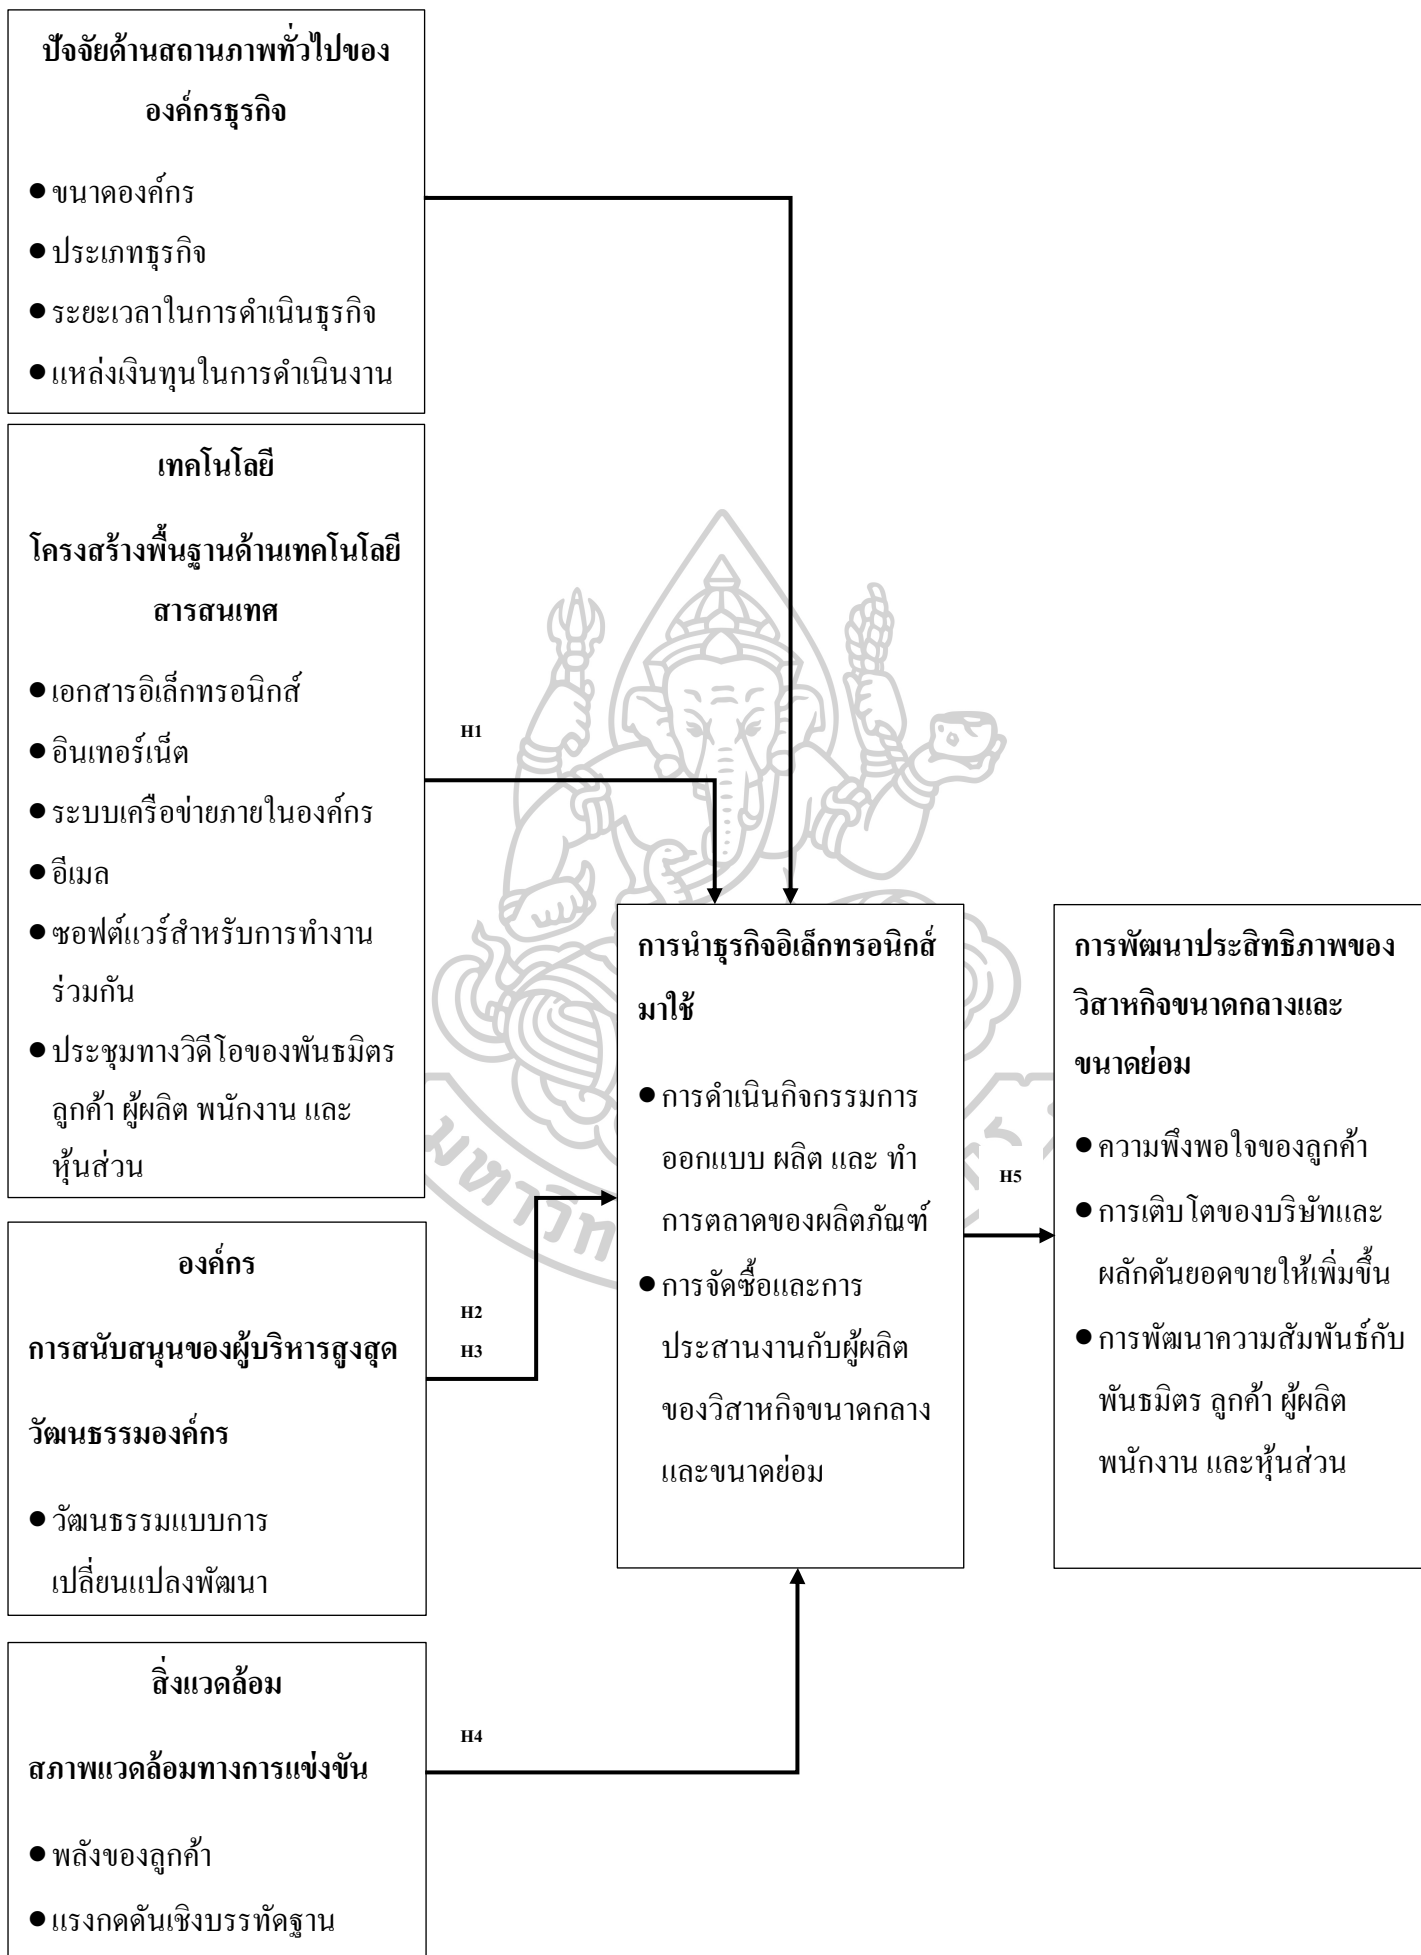 ปัจจัยด้านสถานภาพทั่วไปของ
องค์กรธุรกิจ
● ขนาดองค์กร
● ประเภทธุรกิจ
● ระยะเวลาในการดำเนินธุรกิจ
● แหล่งเงินทุนในการดำเนินงาน
เทคโนโลยี
โครงสร้างพื้นฐานด้านเทคโนโลยี
สารสนเทศ
● เอกสารอิเล็กทรอนิกส์
● อินเทอร์เน็ต
● ระบบเครือข่ายภายในองค์กร
● อีเมล
● ซอฟต์แวร์สำหรับการทำงาน
ร่วมกัน
● ประชุมทางวิดีโอของพันธมิตร
ลูกค้า ผู้ผลิต พนักงาน และ
หุ้นส่วน
H1
องค์กร
การสนับสนุนของผู้บริหารสูงสุด
วัฒนธรรมองค์กร
● วัฒนธรรมแบบการ
เปลี่ยนแปลงพัฒนา
H2
H3
สิ่งแวดล้อม
สภาพแวดล้อมทางการแข่งขัน
● พลังของลูกค้า
● แรงกดดันเชิงบรรทัดฐาน
H4
มหาวิท
การนำธุรกิจอิเล็กทรอนิกส์
มาใช้
● การดำเนินกิจกรรมการ
ออกแบบ ผลิต และ ทำ
การตลาดของผลิตภัณฑ์
● การจัดซื้อและการ
ประสานงานกับผู้ผลิต
ของวิสาหกิจขนาดกลาง
และขนาดย่อม
H5
การพัฒนาประสิทธิภาพของ
วิสาหกิจขนาดกลางและ
ขนาดย่อม
● ความพึงพอใจของลูกค้า
● การเติบโตของบริษัทและ
ผลักดันยอดขายให้เพิ่มขึ้น
● การพัฒนาความสัมพันธ์กับ
พันธมิตร ลูกค้า ผู้ผลิต
พนักงาน และหุ้นส่วน